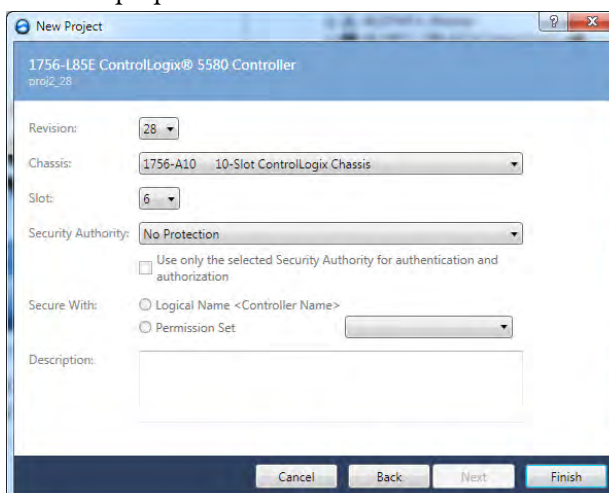 New Project
1756-L85E ControlLogix® 5580 Controller
proj2_28
Revision: 28
Chassis: 1756-A10 10-Slot ControlLogix Chassis
Slot: 6
Security Authority: No Protection
Use only the selected Security Authority for authentication and
authorization
Secure With: Logical Name <Controller Name>
Permission Set
Description:
Cancel Back Next Finish